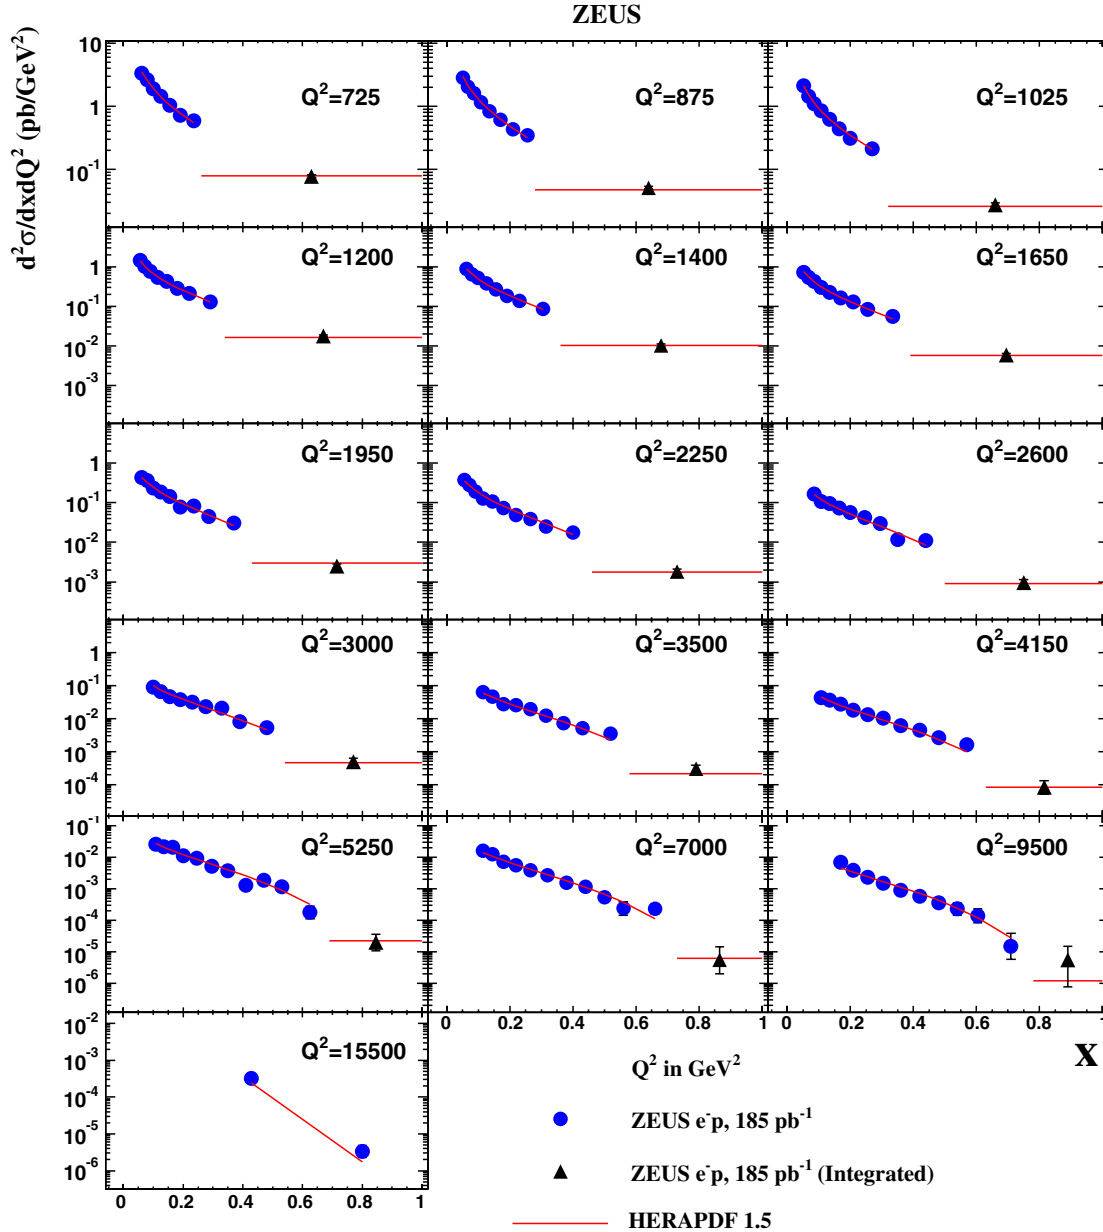 ZEUS
d²σ/dxdQ² (pb/GeV²)
10
1
10⁻¹
Q²=725
Q²=875
Q²=1025
1
10⁻¹
10⁻²
10⁻³
Q²=1200
Q²=1400
Q²=1650
1
10⁻¹
10⁻²
10⁻³
Q²=1950
Q²=2250
Q²=2600
1
10⁻¹
10⁻²
10⁻³
10⁻⁴
Q²=3000
Q²=3500
Q²=4150
10⁻¹
10⁻²
10⁻³
10⁻⁴
10⁻⁵
10⁻⁶
Q²=5250
Q²=7000
Q²=9500
0 0.2 0.4 0.6 0.8 1
0 0.2 0.4 0.6 0.8
x
10⁻²
10⁻³
10⁻⁴
10⁻⁵
10⁻⁶
Q²=15500
0 0.2 0.4 0.6 0.8 1
Q² in GeV²
ZEUS e⁻p, 185 pb⁻¹
ZEUS e⁻p, 185 pb⁻¹ (Integrated)
HERAPDF 1.5